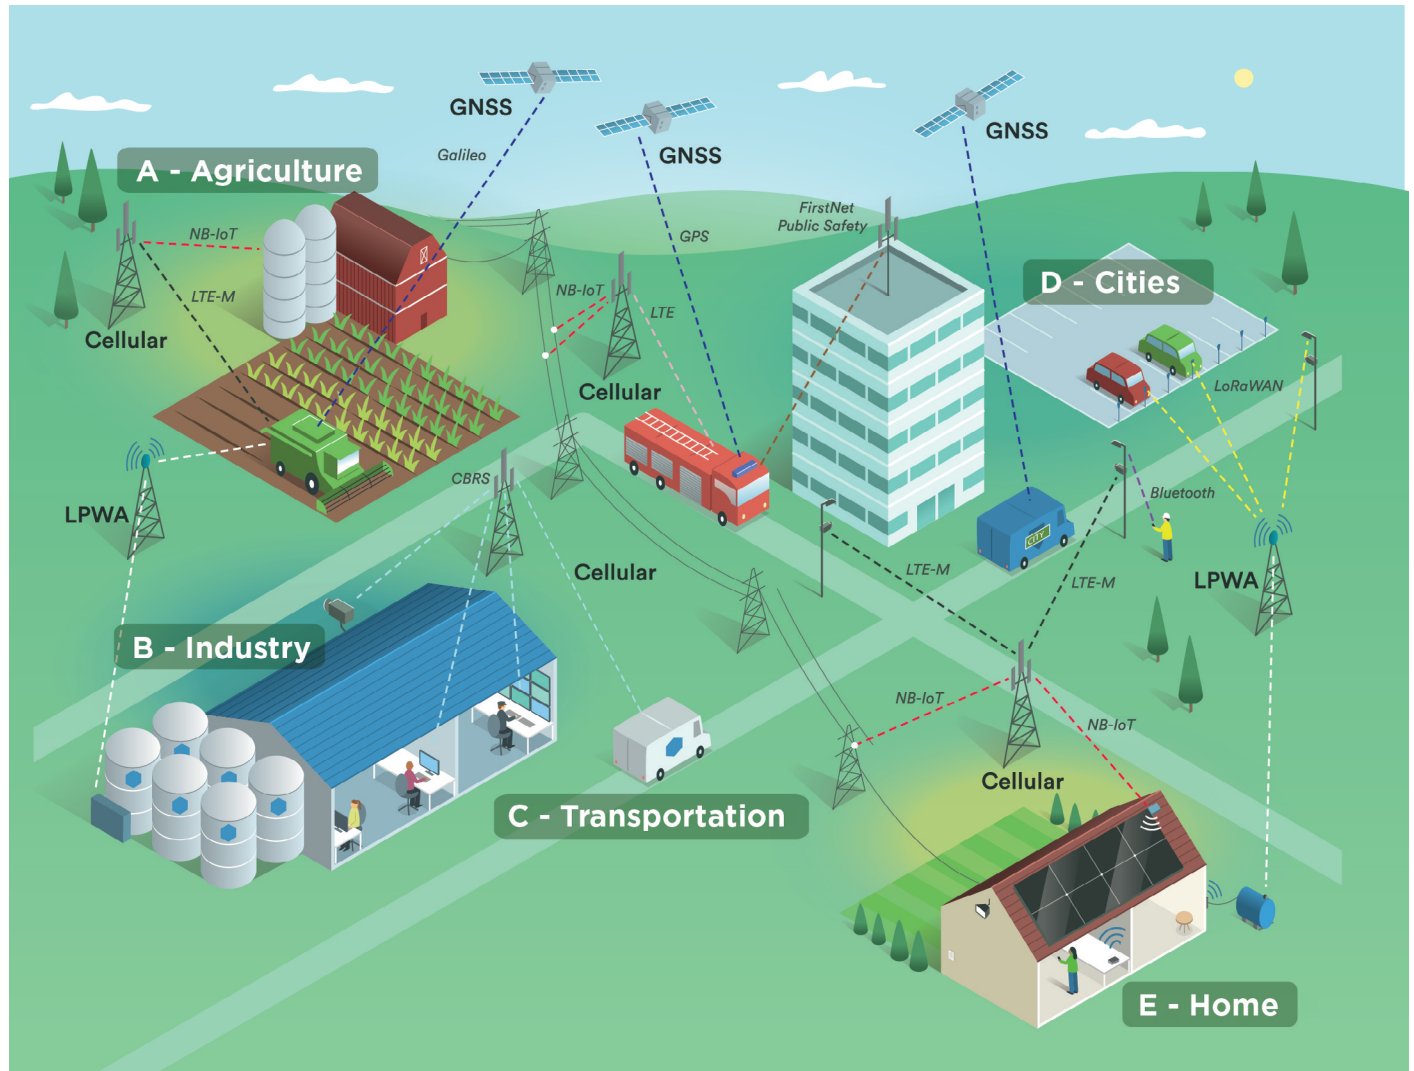 GNSS
GNSS
GNSS
Galileo
A - Agriculture
FirstNet
Public Safety
NB-IoT
GPS
D - Cities
LTE-M
NB-IoT
LTE
Cellular
Cellular
LoRaWAN
CBRS
Bluetooth
LPWA
CITY
Cellular
LTE-M
LTE-M
LPWA
B - Industry
NB-IoT
NB-IoT
Cellular
C - Transportation
E - Home